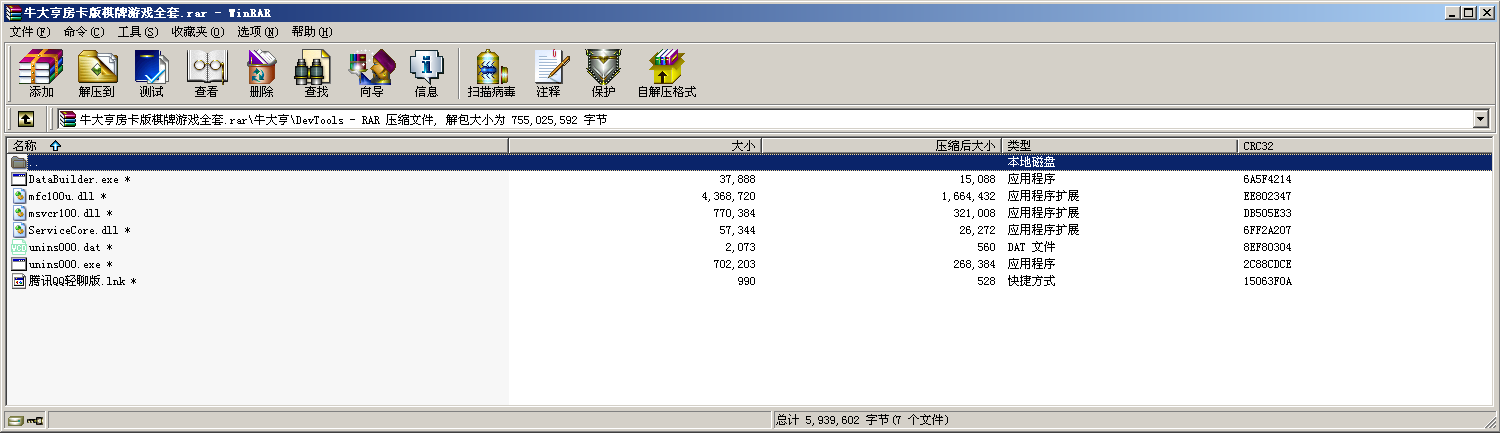 牛大亨房卡版棋牌游戏全套.rar - WinRAR
文件(F) 命令(C) 工具(S) 收藏夹(O) 选项(N) 帮助(H)
添加 解压到 测试 查看 删除 查找 向导 信息 扫描病毒 注释 保护 自解压格式
牛大亨房卡版棋牌游戏全套.rar\牛大亨\DevTools - RAR 压缩文件, 解包大小为 755,025,592 字节
名称 大小 压缩后大小 类型 CRC32
.. 本地磁盘
DataBuilder.exe * 37,888 15,088 应用程序 6A5F4214
mfc100u.dll * 4,368,720 1,664,432 应用程序扩展 EE802347
msvcr100.dll * 770,384 321,008 应用程序扩展 DB505E33
ServiceCore.dll * 57,344 26,272 应用程序扩展 6FF2A207
unins000.dat * 2,073 560 DAT 文件 8EF80304
unins000.exe * 702,203 268,384 应用程序 2C88CDCE
腾讯QQ轻聊版.lnk * 990 528 快捷方式 15063F0A
总计 5,939,602 字节(7 个文件)